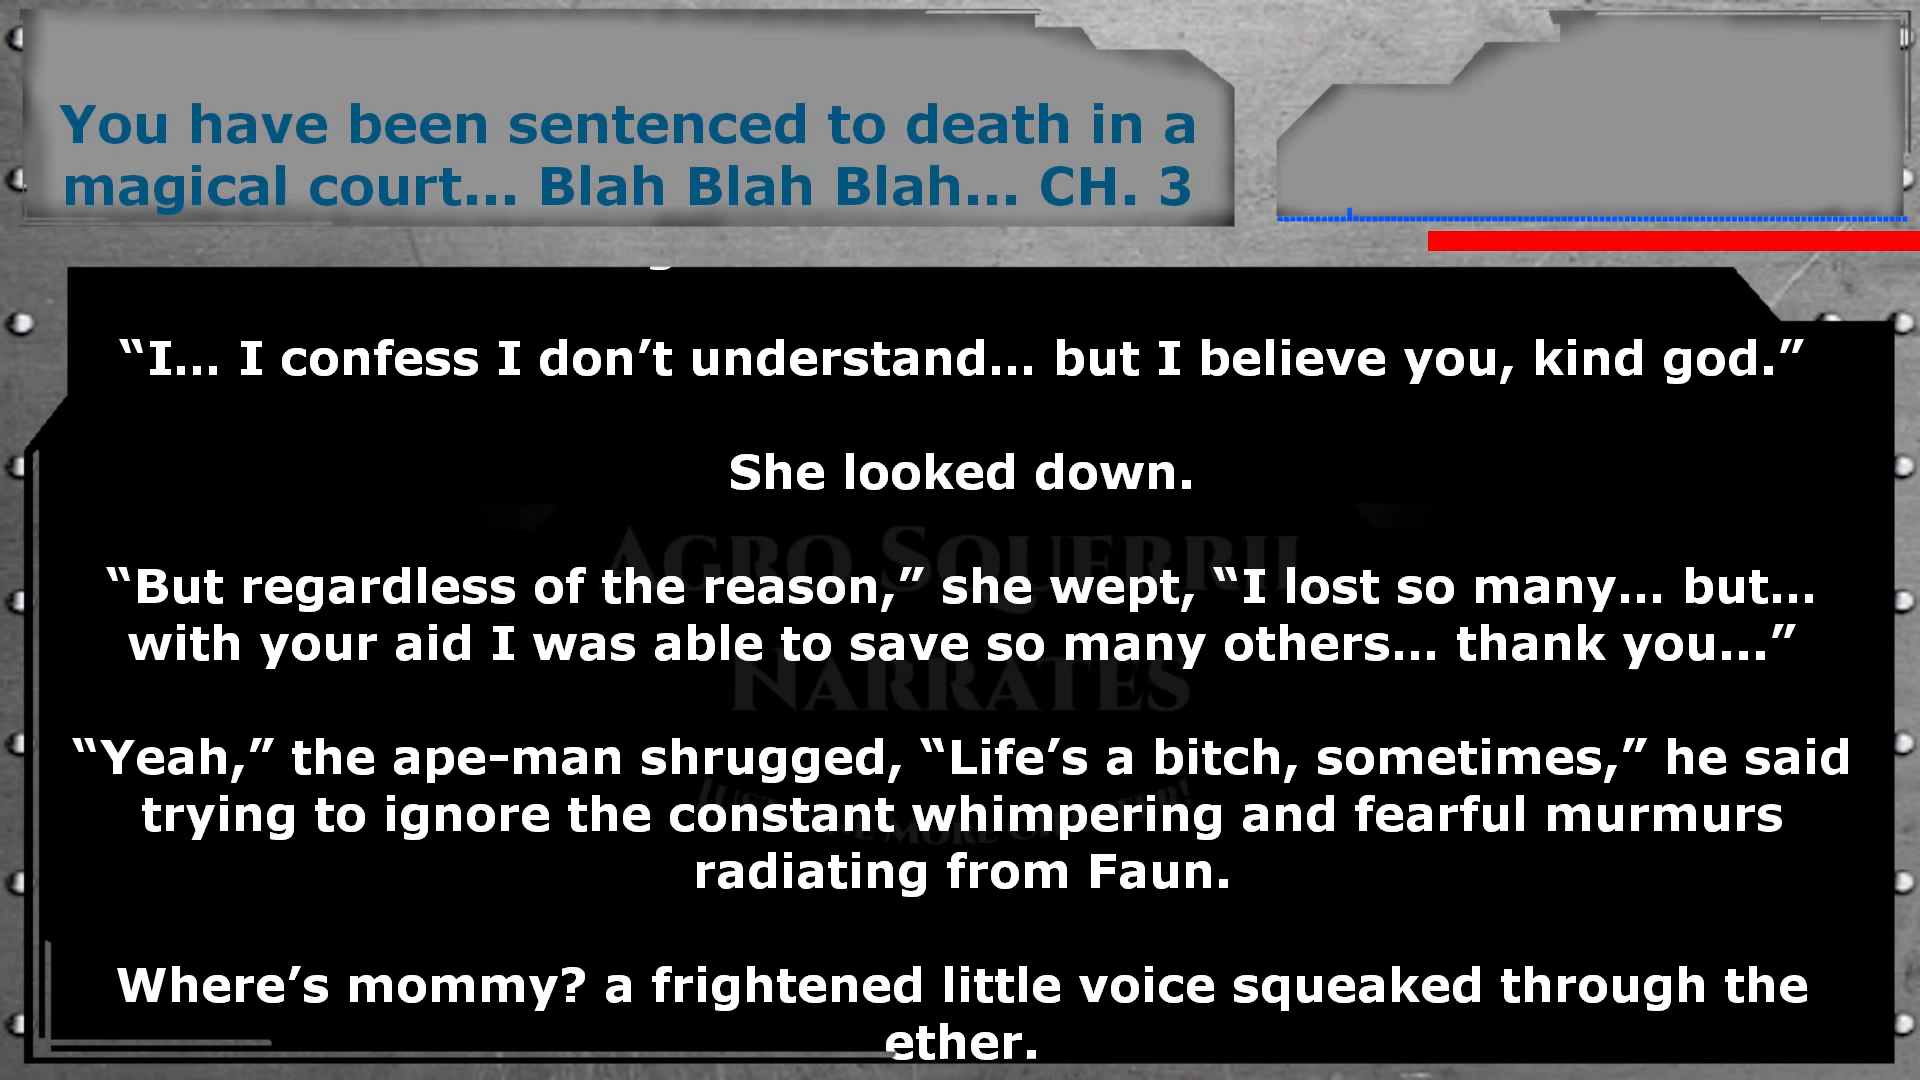 You have been sentenced to death in a
magical court... Blah Blah Blah... CH. 3
“I... I confess I don’t understand... but I believe you, kind god.”
She looked down.
AGRO SQUERRIL
“But regardless of the reason,” she wept, “I lost so many... but...
with your aid I was able to save so many others... thank you...”
NARRATES
“Yeah,” the ape-man shrugged, “Life’s a bitch, sometimes,” he said
trying to ignore the constant whimpering and fearful murmurs
radiating from Faun.
Where’s mommy? a frightened little voice squeaked through the
ether.